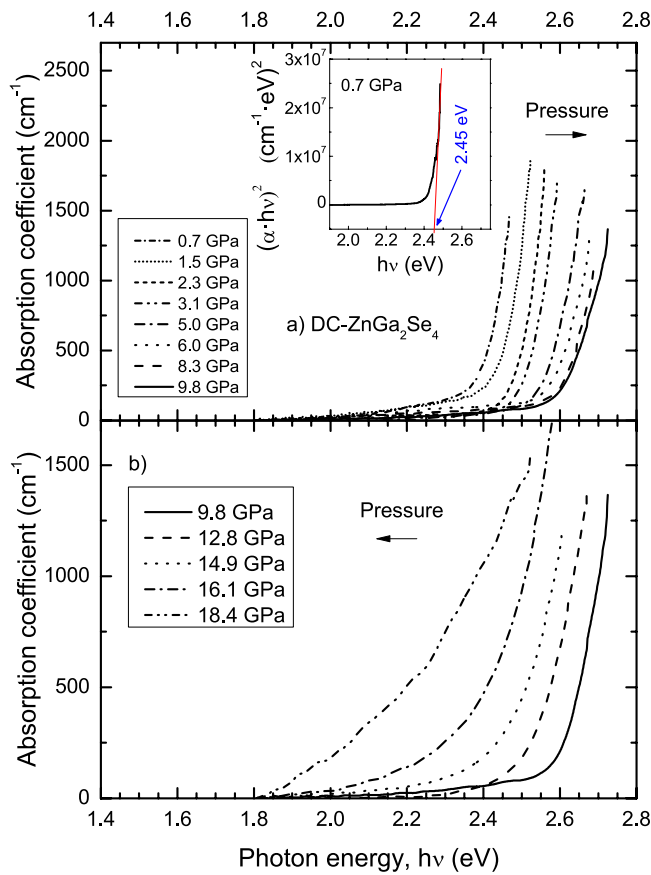 1.4 1.6 1.8 2.0 2.2 2.4 2.6 2.8
2500
2000
1500
1000
500
0
Absorption coefficient (cm⁻¹)
3x10⁷
2x10⁷
1x10⁷
0
(α·hν)² (cm⁻¹·eV)²
0.7 GPa
2.45 eV
2.0 2.2 2.4 2.6
hν (eV)
Pressure
0.7 GPa
1.5 GPa
2.3 GPa
3.1 GPa
5.0 GPa
6.0 GPa
8.3 GPa
9.8 GPa
a) DC-ZnGa₂Se₄
b)
1500
1000
500
0
Absorption coefficient (cm⁻¹)
Pressure
9.8 GPa
12.8 GPa
14.9 GPa
16.1 GPa
18.4 GPa
1.4 1.6 1.8 2.0 2.2 2.4 2.6 2.8
Photon energy, hν (eV)